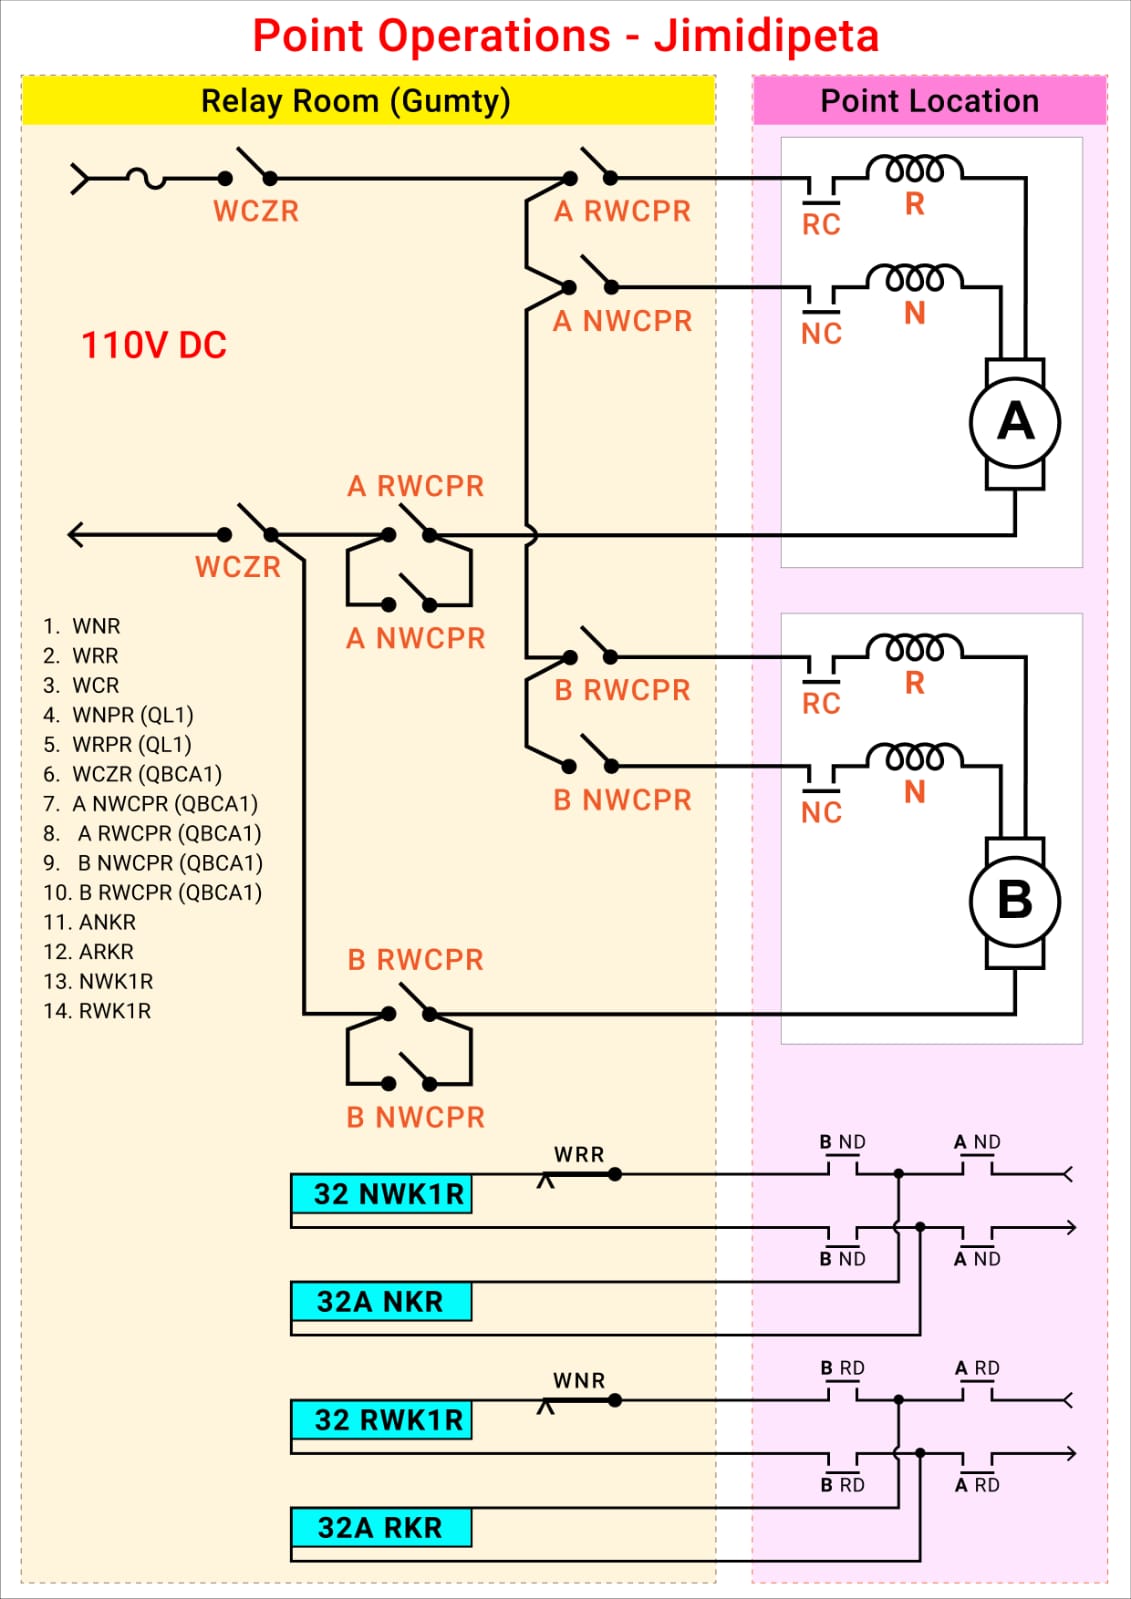 Point Operations - Jimidipeta
Relay Room (Gumty)
Point Location
WCZR
A RWCPR
RC
R
A NWCPR
NC
N
110V DC
A
A RWCPR
WCZR
A NWCPR
1. WNR
2. WRR
3. WCR
4. WNPR (QL1)
5. WRPR (QL1)
6. WCZR (QBCA1)
7. A NWCPR (QBCA1)
8. A RWCPR (QBCA1)
9. B NWCPR (QBCA1)
10. B RWCPR (QBCA1)
11. ANKR
12. ARKR
13. NWK1R
14. RWK1R
B RWCPR
RC
R
B NWCPR
NC
N
B
B RWCPR
B NWCPR
WRR
B ND
A ND
32 NWK1R
B ND
A ND
32A NKR
WNR
B RD
A RD
32 RWK1R
B RD
A RD
32A RKR